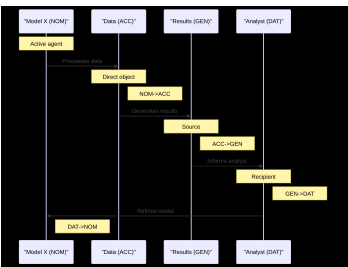 "Model X (NOM)"
"Data (ACC)"
"Results (GEN)"
"Analyst (DAT)"
Active agent
Processes data
Direct object
NOM->ACC
Generates results
Source
ACC->GEN
Informs analyst
Recipient
GEN->DAT
Refines model
DAT->NOM
"Model X (NOM)"
"Data (ACC)"
"Results (GEN)"
"Analyst (DAT)"